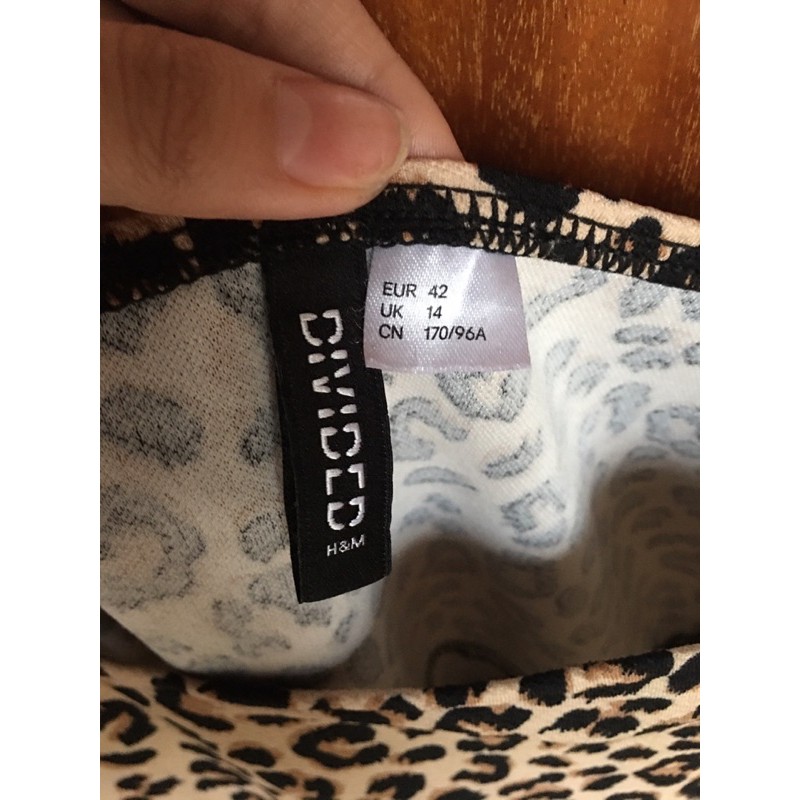 EUR 42
UK 14
CN 170/96A
DIVIDED
H&M